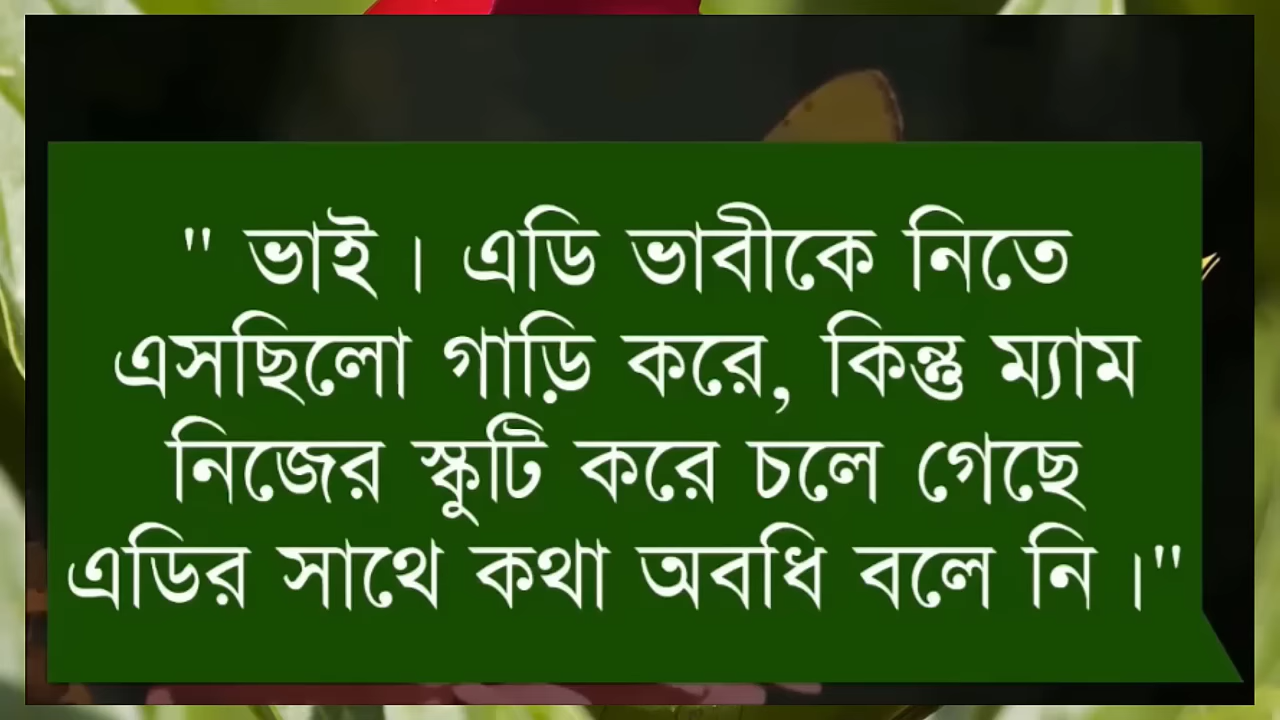 " ভাই । এডি ভাবীকে নিতে
এসছিলো গাড়ি করে, কিন্তু ম্যাম
নিজের স্কুটি করে চলে গেছে
এডির সাথে কথা অবধি বলে নি ।"